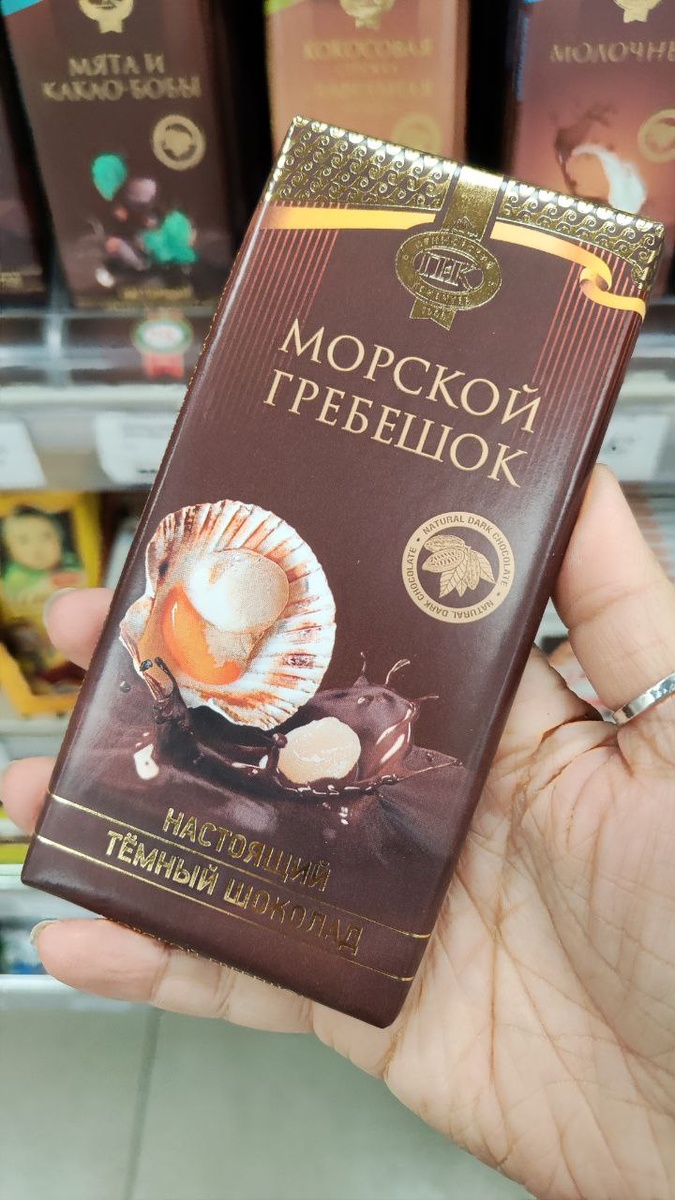 МЯТА И
КАКАО-БОБЫ
КОКОСОВАЯ
МОЛОЧНЫ
МОРСКОЙ
ГРЕБЕШОК
NATURAL DARK CHOCOLATE • NATURAL DARK CHOCOLATE •
НАСТОЯЩИЙ
ТЁМНЫЙ ШОКОЛАД